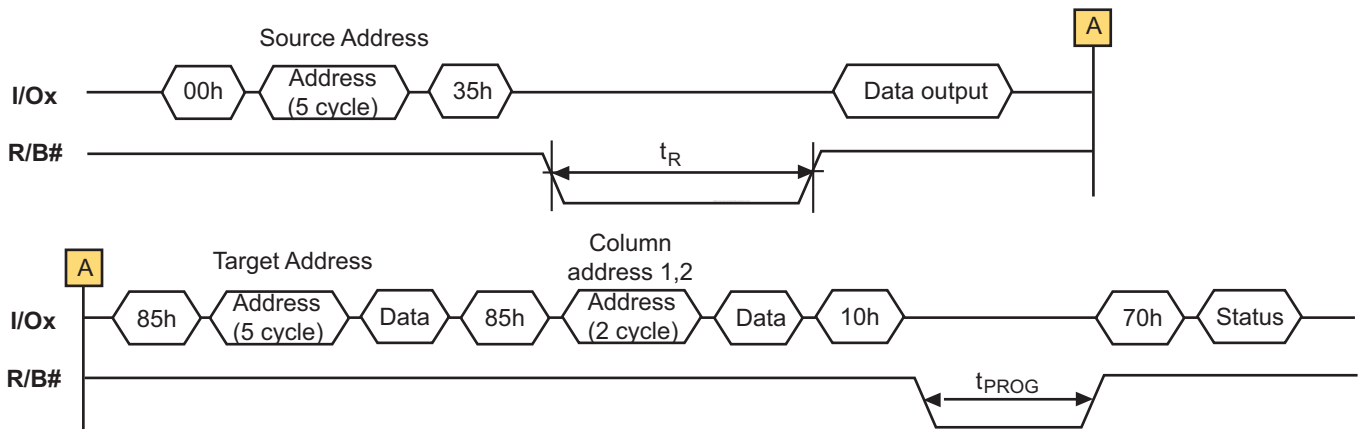 Source Address
A
I/Ox
00h
Address
(5 cycle)
35h
Data output
R/B#
tR
A
Target Address
Column
address 1,2
I/Ox
85h
Address
(5 cycle)
Data
85h
Address
(2 cycle)
Data
10h
70h
Status
R/B#
tPROG